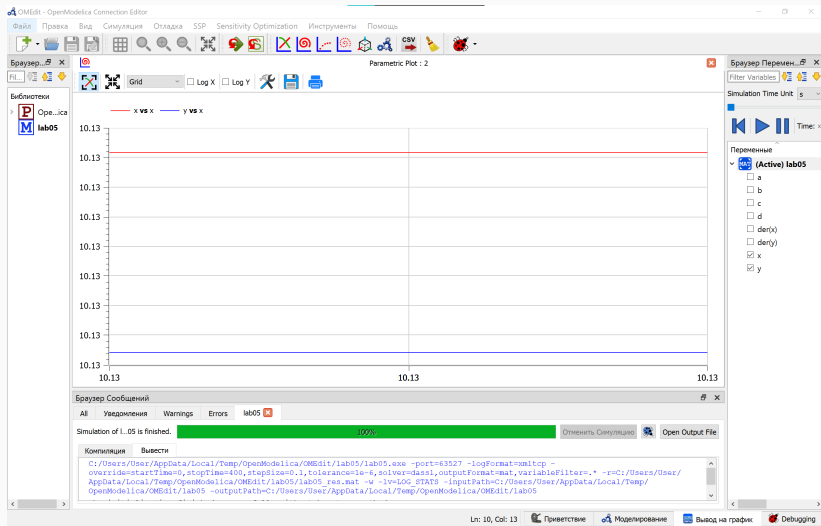 OMEdit - OpenModelica Connection Editor
Файл Правка Вид Симуляция Отладка SSP Sensitivity Optimization Инструменты Помощь
CSV
Браузер...
Fil...
Библиотеки
P Ope...ica
M lab05
Parametric Plot : 2
Grid Log X Log Y
x vs x y vs x
10.13
10.13
10.13
10.13
10.13
10.13
10.13
10.13
10.13
10.13 10.13 10.13
Браузер Перемен...
Filter Variables
Simulation Time Unit s
Time:
Переменные
MAT (Active) lab05
a
b
c
d
der(x)
der(y)
x
y
Браузер Сообщений
All Уведомления Warnings Errors lab05
Simulation of l...05 is finished. 100% Отменить Симуляцию Open Output File
Компиляция Вывести
C:/Users/User/AppData/Local/Temp/OpenModelica/OMEdit/lab05/lab05.exe -port=63527 -logFormat=xmltcp -
override=startTime=0,stopTime=400,stepSize=0.1,tolerance=1e-6,solver=dassl,outputFormat=mat,variableFilter=.* -r=C:/Users/User/
AppData/Local/Temp/OpenModelica/OMEdit/lab05/lab05_res.mat -w -lv=LOG_STATS -inputPath=C:/Users/User/AppData/Local/Temp/
OpenModelica/OMEdit/lab05 -outputPath=C:/Users/User/AppData/Local/Temp/OpenModelica/OMEdit/lab05
Ln: 10, Col: 13 Приветствие Моделирование Вывод на график Debugging